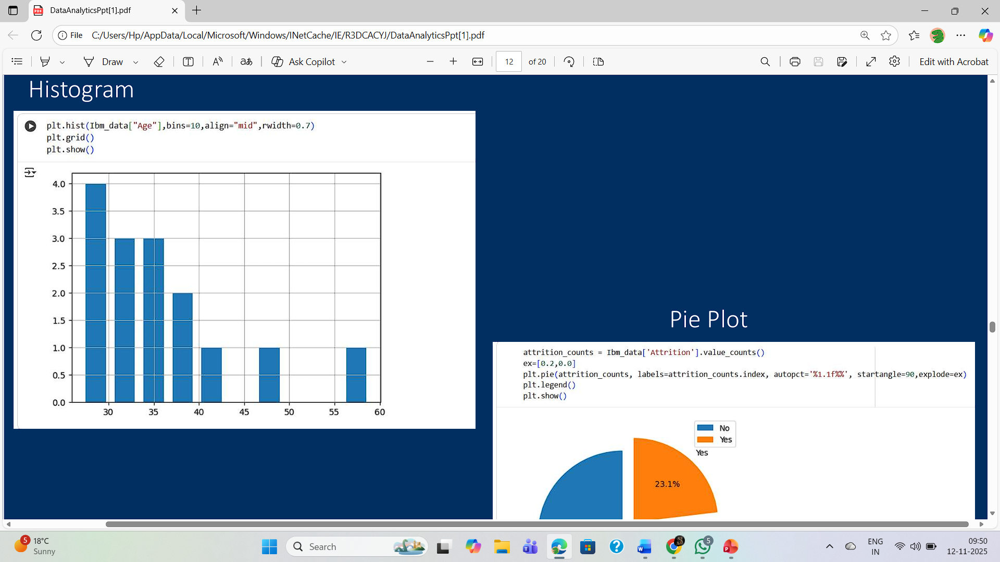 DataAnalyticsPpt[1].pdf
File C:/Users/Hp/AppData/Local/Microsoft/Windows/INetCache/IE/R3DCACYJ/DataAnalyticsPpt[1].pdf
Draw
Ask Copilot
12 of 20
Edit with Acrobat
Histogram
plt.hist(Ibm_data["Age"],bins=10,align="mid",rwidth=0.7)
plt.grid()
plt.show()
4.0
3.5
3.0
2.5
2.0
1.5
1.0
0.5
0.0
30 35 40 45 50 55 60
Pie Plot
attrition_counts = Ibm_data['Attrition'].value_counts()
ex=[0.2,0.0]
plt.pie(attrition_counts, labels=attrition_counts.index, autopct='%1.1f%%', startangle=90,explode=ex)
plt.legend()
plt.show()
No
Yes
Yes
23.1%
5
18°C
Sunny
Search
5
ENG
IN
09:50
12-11-2025